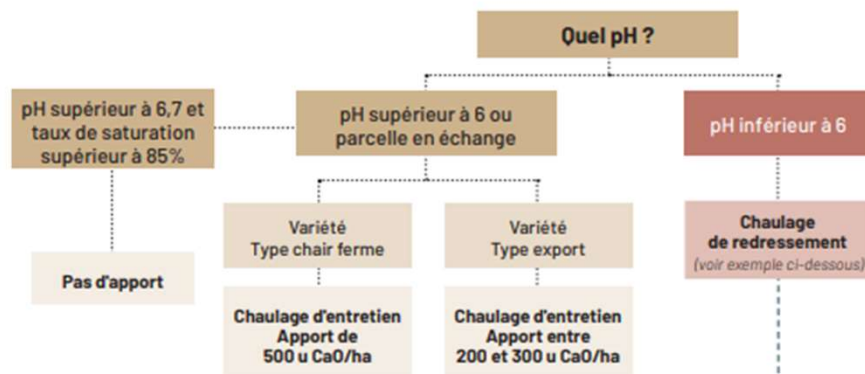 Quel pH ?
pH supérieur à 6,7 et
taux de saturation
supérieur à 85%
pH supérieur à 6 ou
parcelle en échange
pH inférieur à 6
Variété
Type chair ferme
Variété
Type export
Chaulage
de redressement
(voir exemple ci-dessous)
Pas d'apport
Chaulage d'entretien
Apport de
500 u CaO/ha
Chaulage d'entretien
Apport entre
200 et 300 u CaO/ha